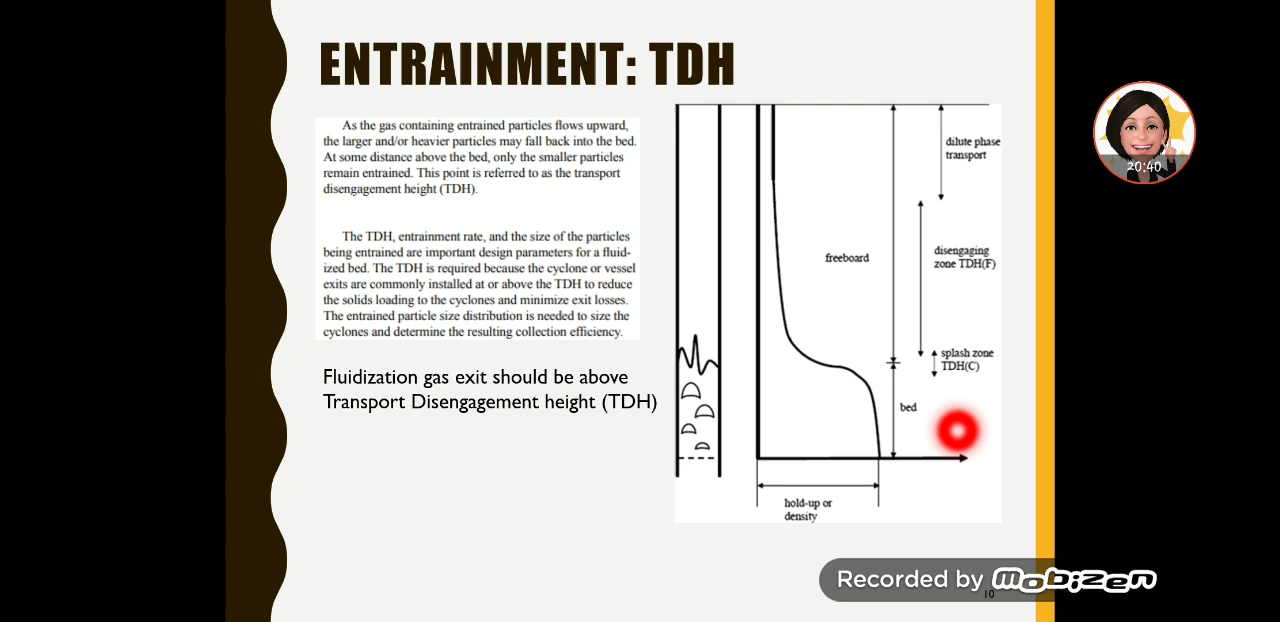 ENTRAINMENT: TDH
As the gas containing entrained particles flows upward,
the larger and/or heavier particles may fall back into the bed.
At some distance above the bed, only the smaller particles
remain entrained. This point is referred to as the transport
disengagement height (TDH).
The TDH, entrainment rate, and the size of the particles
being entrained are important design parameters for a fluid-
ized bed. The TDH is required because the cyclone or vessel
exits are commonly installed at or above the TDH to reduce
the solids loading to the cyclones and minimize exit losses.
The entrained particle size distribution is needed to size the
cyclones and determine the resulting collection efficiency.
Fluidization gas exit should be above
Transport Disengagement height (TDH)
dilute phase
transport
freeboard
disengaging
zone TDH(F)
splash zone
TDH(C)
bed
hold-up or
density
20:40
Recorded by mobizen
10